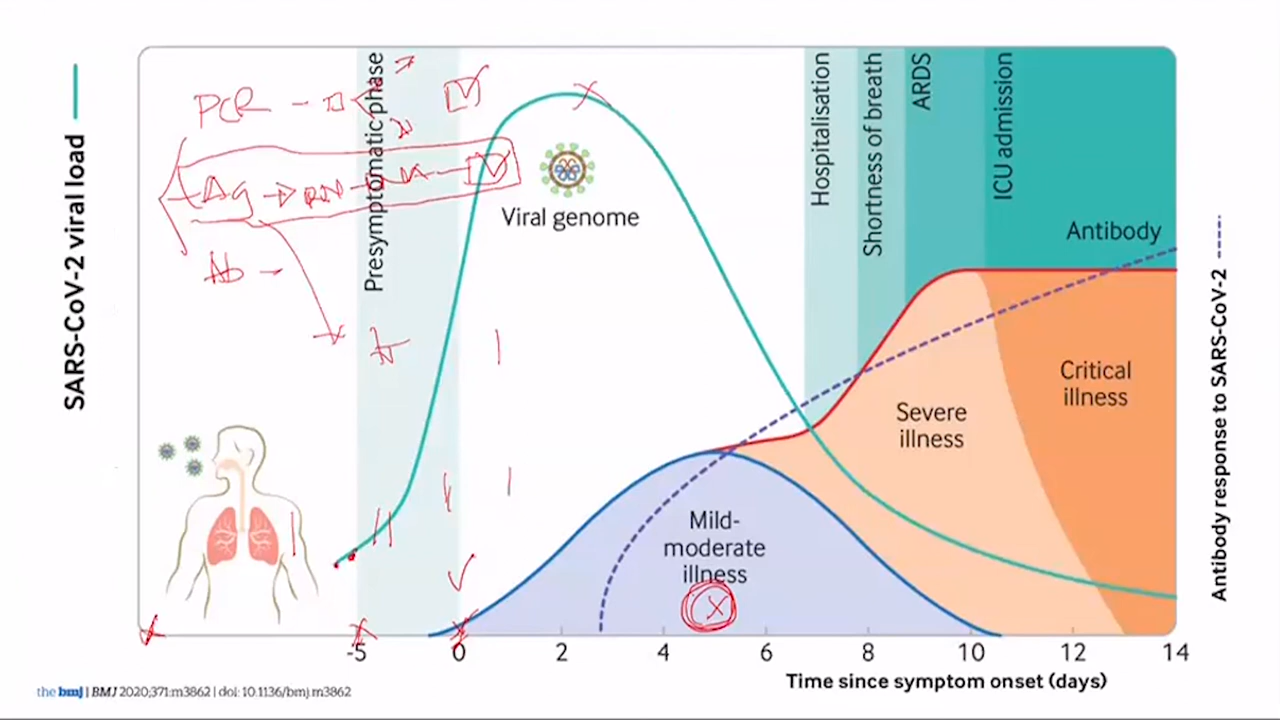 SARS-CoV-2 viral load
Presymptomatic phase
PCR -
Ag
Ab -
Viral genome
Hospitalisation
Shortness of breath
ARDS
ICU admission
Antibody
Critical
illness
Severe
illness
Mild-
moderate
illness
Antibody response to SARS-CoV-2
-5 0 2 4 6 8 10 12 14
Time since symptom onset (days)
the bmj | BMJ 2020;371:m3862 | doi: 10.1136/bmj.m3862